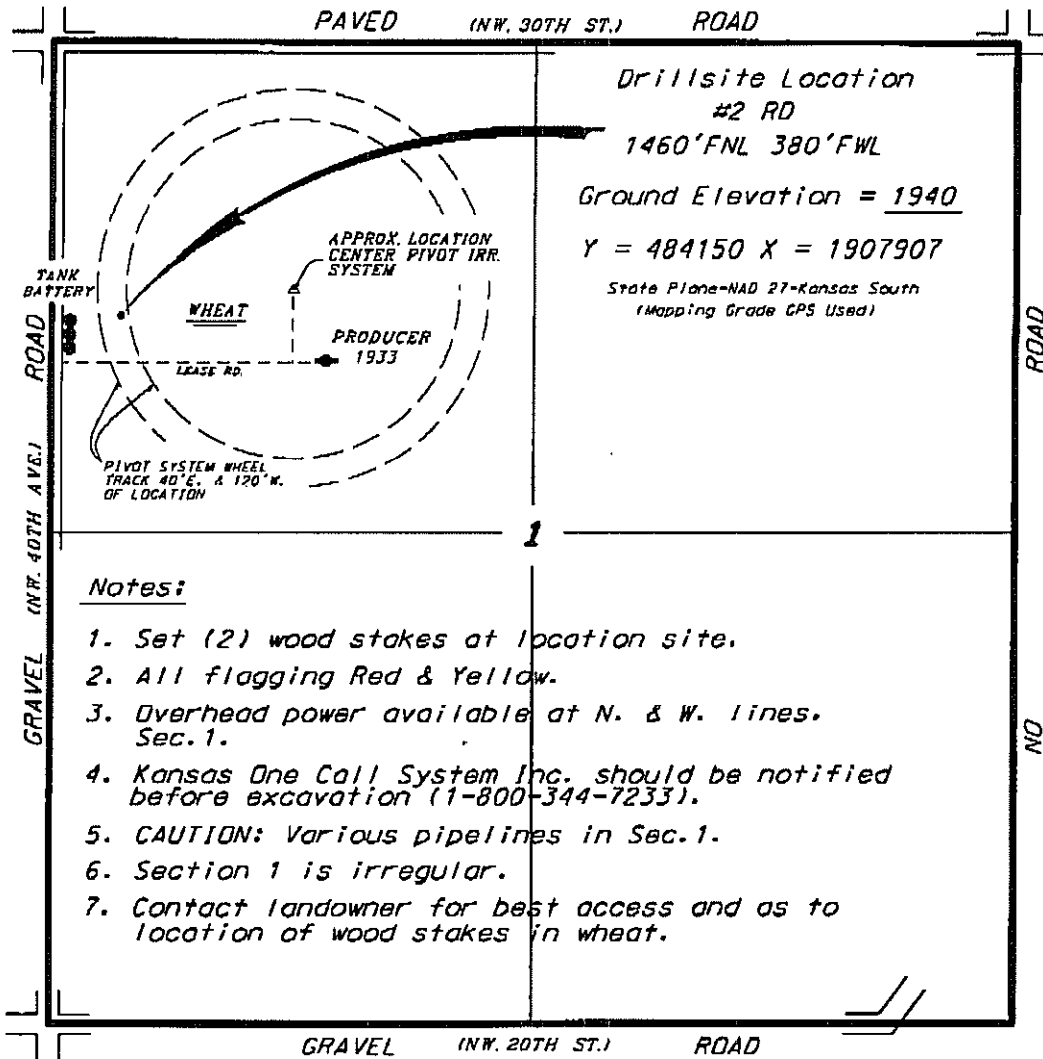 PAVED (NW. 30TH ST.) ROAD
Drillsite Location
#2 RD
1460'FNL 380'FWL
Ground Elevation = 1940
Y = 484150 X = 1907907
State Plane-NAD 27-Kansas South
(Mapping Grade GPS Used)
APPROX. LOCATION
CENTER PIVOT IRR.
SYSTEM
TANK
BATTERY
WHEAT
PRODUCER
1933
LEASE RD.
PIVOT SYSTEM WHEEL
TRACK 40'E. & 120'W.
OF LOCATION
GRAVEL (NW. 40TH AVE.) ROAD
NO ROAD
1
Notes:
1. Set (2) wood stakes at location site.
2. All flagging Red & Yellow.
3. Overhead power available at N. & W. lines.
Sec.1.
4. Kansas One Call System Inc. should be notified
before excavation (1-800-344-7233).
5. CAUTION: Various pipelines in Sec.1.
6. Section 1 is irregular.
7. Contact landowner for best access and as to
location of wood stakes in wheat.
GRAVEL (NW. 20TH ST.) ROAD